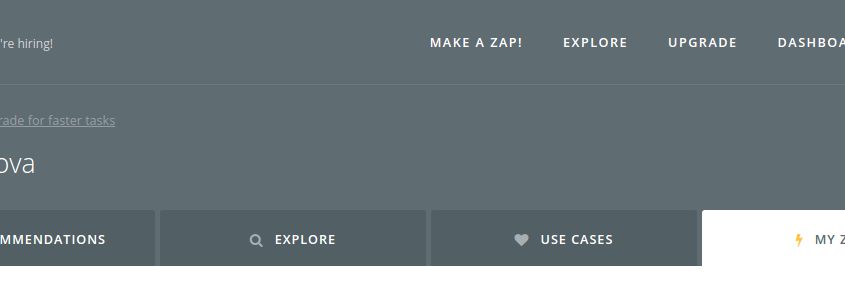 're hiring! MAKE A ZAP! EXPLORE UPGRADE DASHBOA
rade for faster tasks
ova
MMENDATIONS EXPLORE USE CASES MY Z